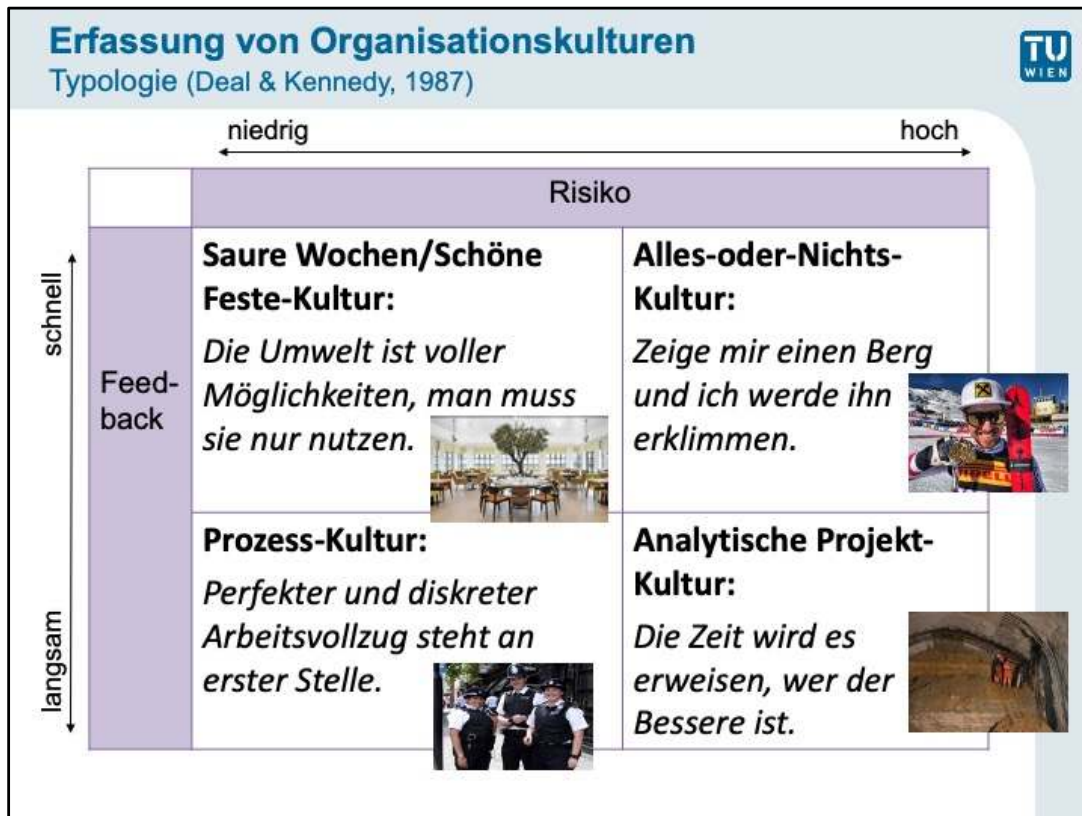 Erfassung von Organisationskulturen
Typologie (Deal & Kennedy, 1987)
TU
WIEN
niedrig
hoch
Risiko
schnell
langsam
Feed-
back
Saure Wochen/Schöne
Feste-Kultur:
Die Umwelt ist voller
Möglichkeiten, man muss
sie nur nutzen.
Alles-oder-Nichts-
Kultur:
Zeige mir einen Berg
und ich werde ihn
erklimmen.
Prozess-Kultur:
Perfekter und diskreter
Arbeitsvollzug steht an
erster Stelle.
Analytische Projekt-
Kultur:
Die Zeit wird es
erweisen, wer der
Bessere ist.